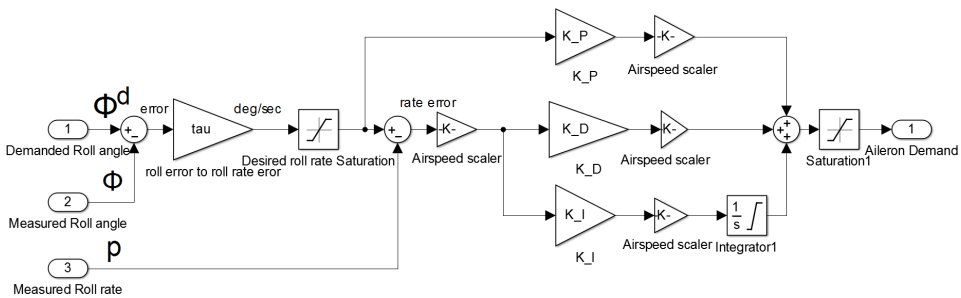 K_P
-K-
Airspeed scaler
K_P
Φd
error
deg/sec
rate error
1
+
−
tau
+
−
-K-
K_D
-K-
+
+
+
1
Demanded Roll angle
roll error to roll rate eror
Desired roll rate Saturation
Airspeed scaler
Airspeed scaler
K_D
Saturation1
Aileron Demand
Φ
2
Measured Roll angle
K_I
-K-
1
s
Airspeed scaler
Integrator1
K_I
p
3
Measured Roll rate